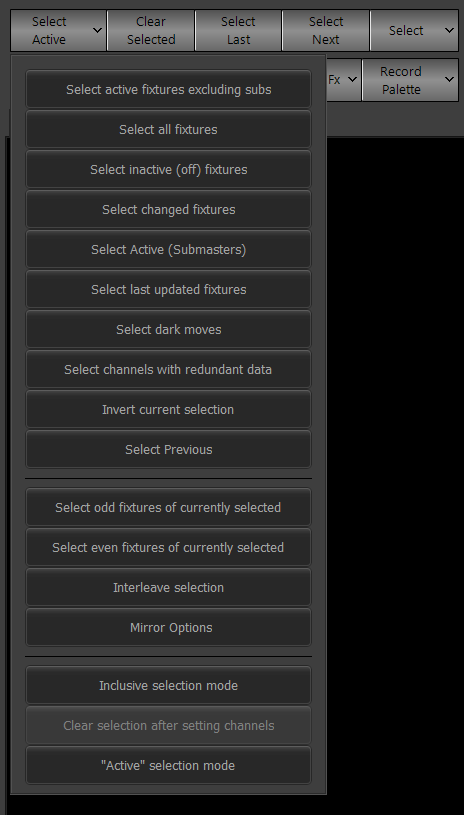 Select
Active
Clear
Selected
Select
Last
Select
Next
Select
Fx
Record
Palette
Select active fixtures excluding subs
Select all fixtures
Select inactive (off) fixtures
Select changed fixtures
Select Active (Submasters)
Select last updated fixtures
Select dark moves
Select channels with redundant data
Invert current selection
Select Previous
Select odd fixtures of currently selected
Select even fixtures of currently selected
Interleave selection
Mirror Options
Inclusive selection mode
Clear selection after setting channels
"Active" selection mode